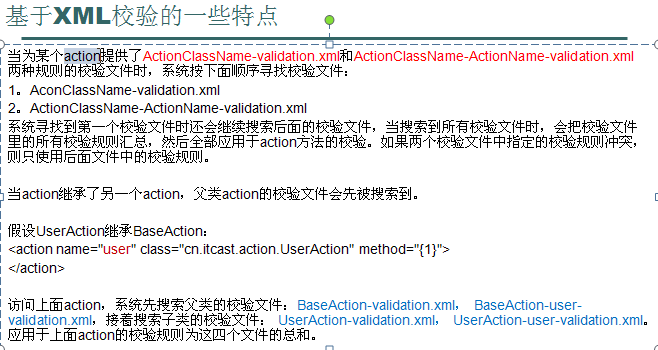 基于XML校验的一些特点
当为某个action提供了ActionClassName-validation.xml和ActionClassName-ActionName-validation.xml
两种规则的校验文件时，系统按下面顺序寻找校验文件：
1。AconClassName-validation.xml
2。ActionClassName-ActionName-validation.xml
系统寻找到第一个校验文件时还会继续搜索后面的校验文件，当搜索到所有校验文件时，会把校验文件
里的所有校验规则汇总，然后全部应用于action方法的校验。如果两个校验文件中指定的校验规则冲突，
则只使用后面文件中的校验规则。
当action继承了另一个action，父类action的校验文件会先被搜索到。
假设UserAction继承BaseAction：
<action name="user" class="cn.itcast.action.UserAction" method="{1}">
</action>
访问上面action，系统先搜索父类的校验文件：BaseAction-validation.xml， BaseAction-user-
validation.xml，接着搜索子类的校验文件： UserAction-validation.xml， UserAction-user-validation.xml。
应用于上面action的校验规则为这四个文件的总和。